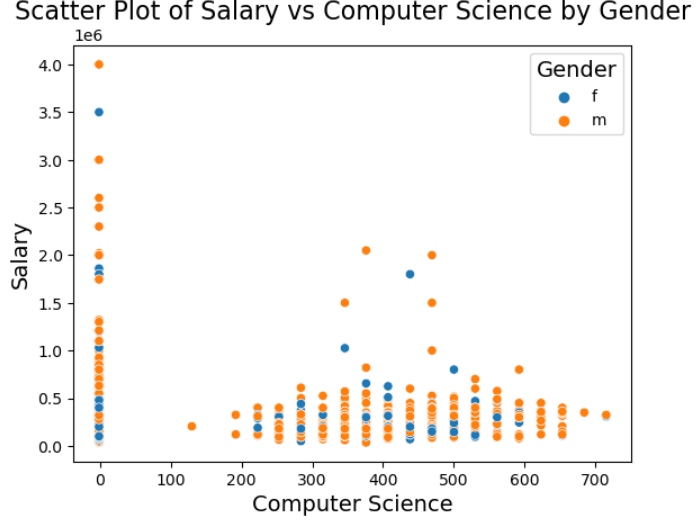 Scatter Plot of Salary vs Computer Science by Gender
1e6
4.0
3.5
3.0
2.5
2.0
1.5
1.0
0.5
0.0
Salary
Gender
f
m
0 100 200 300 400 500 600 700
Computer Science